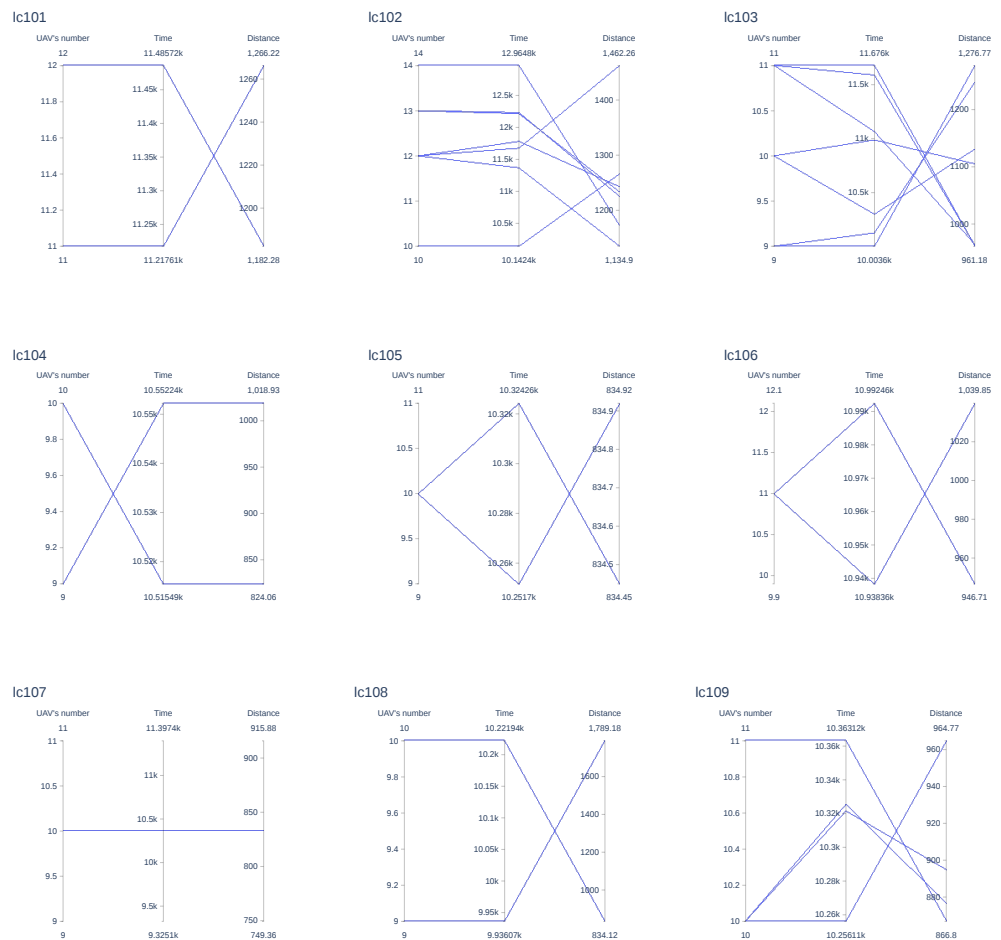 lc101
UAV's number Time Distance
12 11.48572k 1,266.22
12
11.8
11.6
11.4
11.2
11
11.45k
11.4k
11.35k
11.3k
11.25k
1260
1240
1220
1200
11 11.21761k 1,182.28
lc102
UAV's number Time Distance
14 12.9648k 1,462.26
14
13
12
11
10
12.5k
12k
11.5k
11k
10.5k
1400
1300
1200
10 10.1424k 1,134.9
lc103
UAV's number Time Distance
11 11.676k 1,276.77
11
10.5
10
9.5
9
11.5k
11k
10.5k
1200
1100
1000
9 10.0036k 961.18
lc104
UAV's number Time Distance
10 10.55224k 1,018.93
10
9.8
9.6
9.4
9.2
9
10.55k
10.54k
10.53k
10.52k
1000
950
900
850
9 10.51549k 824.06
lc105
UAV's number Time Distance
11 10.32426k 834.92
11
10.5
10
9.5
9
10.32k
10.3k
10.28k
10.26k
834.9
834.8
834.7
834.6
834.5
9 10.2517k 834.45
lc106
UAV's number Time Distance
12.1 10.99246k 1,039.85
12
11.5
11
10.5
10
10.99k
10.98k
10.97k
10.96k
10.95k
10.94k
1020
1000
980
960
9.9 10.93836k 946.71
lc107
UAV's number Time Distance
11 11.3974k 915.88
11
10.5
10
9.5
9
11k
10.5k
10k
9.5k
900
850
800
750
9 9.3251k 749.36
lc108
UAV's number Time Distance
10 10.22194k 1,789.18
10
9.8
9.6
9.4
9.2
9
10.2k
10.15k
10.1k
10.05k
10k
9.95k
1600
1400
1200
1000
9 9.93607k 834.12
lc109
UAV's number Time Distance
11 10.36312k 964.77
11
10.8
10.6
10.4
10.2
10
10.36k
10.34k
10.32k
10.3k
10.28k
10.26k
960
940
920
900
880
10 10.25611k 866.8